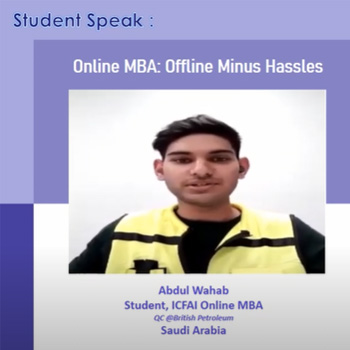 Student Speak :
Online MBA: Offline Minus Hassles
Abdul Wahab
Student, ICFAI Online MBA
QC @British Petroleum
Saudi Arabia